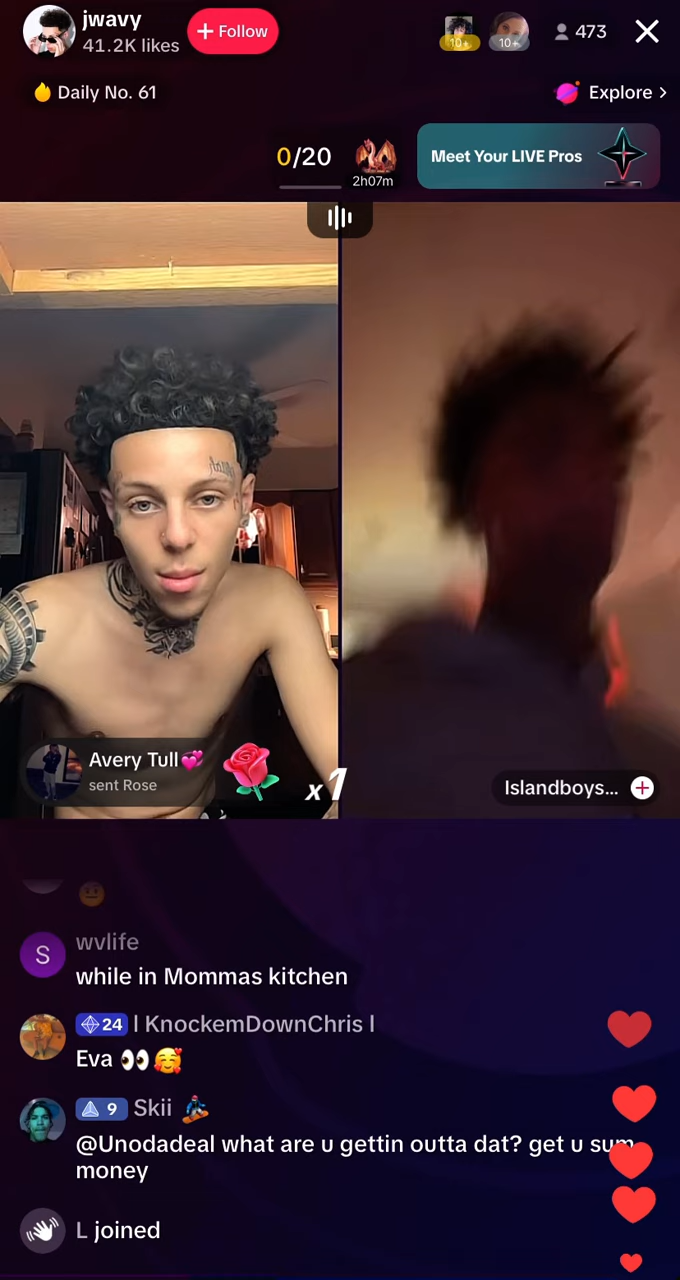 jwavy
41.2K likes
+ Follow
10+
10+
473
Daily No. 61
Explore >
0/20
2h07m
Meet Your LIVE Pros
Avery Tull💞
sent Rose
x1
Islandboys...
wvlife
S
while in Mommas kitchen
24 l KnockemDownChris l
Eva 👀🥰
9 Skii 🏂
@Unodadeal what are u gettin outta dat? get u sum
money
L joined